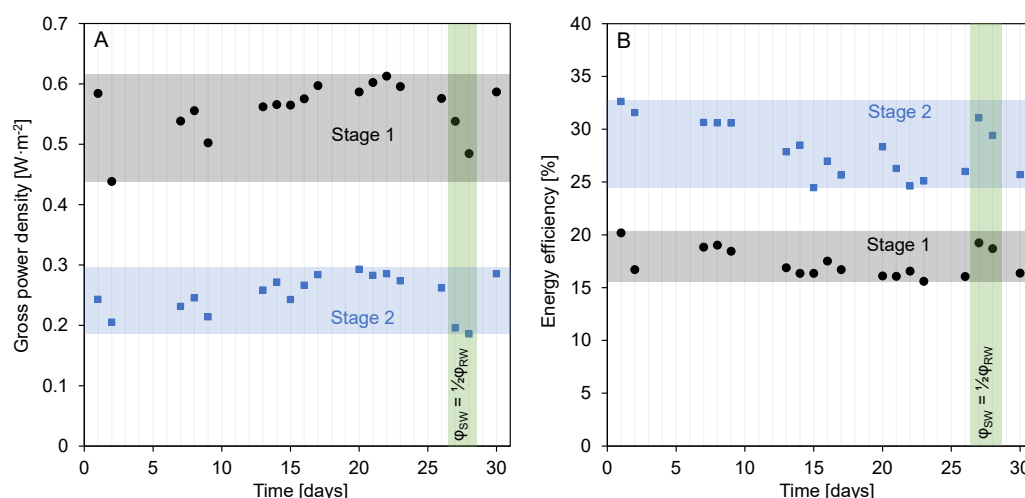 A
Gross power density [W·m⁻²]
0.7
0.6
0.5
0.4
0.3
0.2
0.1
0
Stage 1
Stage 2
φSW = ½φRW
0 5 10 15 20 25 30
Time [days]
B
Energy efficiency [%]
40
35
30
25
20
15
10
5
0
Stage 2
Stage 1
φSW = ½φRW
0 5 10 15 20 25 30
Time [days]